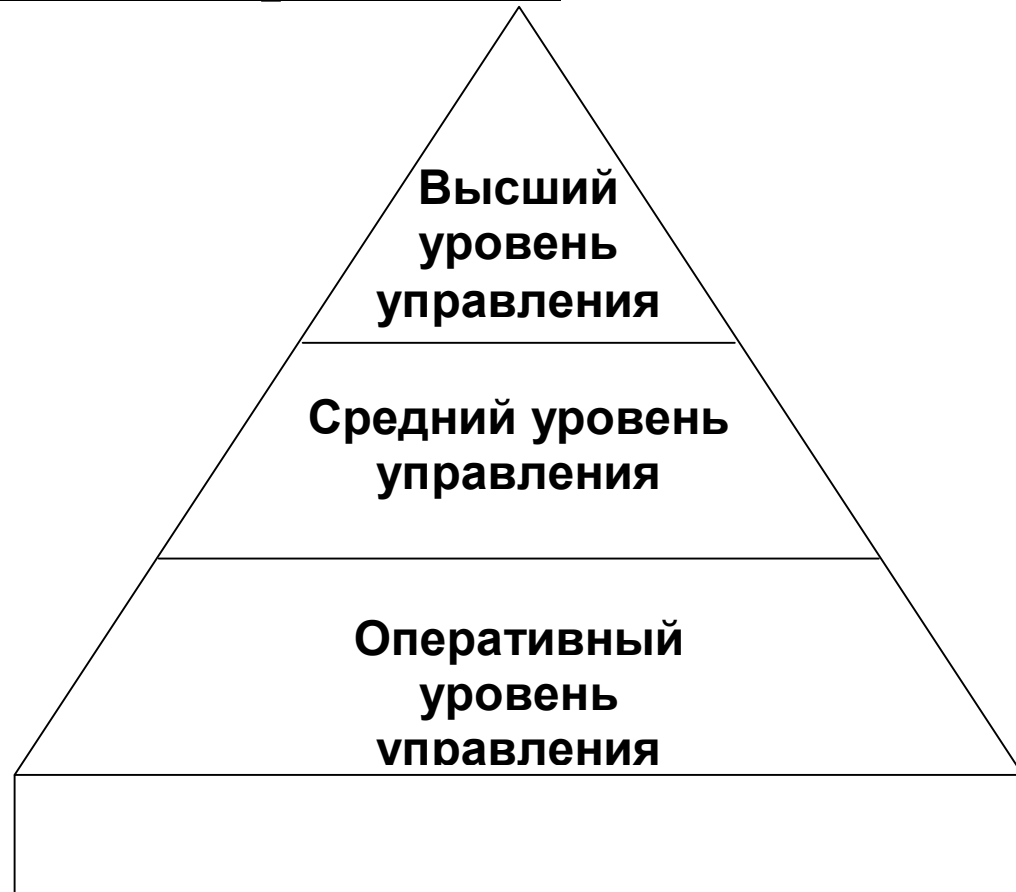 Высший
уровень
управления
Средний уровень
управления
Оперативный
уровень
управления